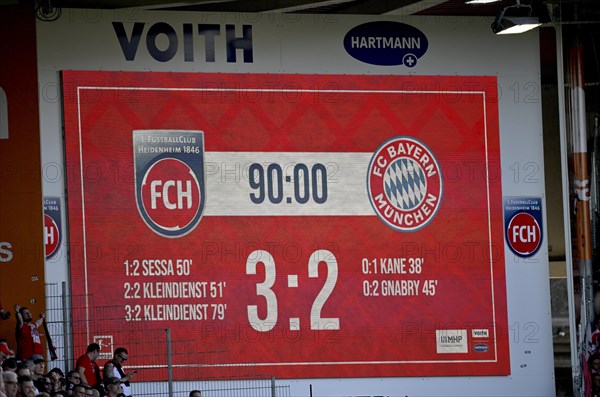 VOITH
HARTMANN
1. FUSSBALLCLUB
HEIDENHEIM 1846
FCH
90:00
FC BAYERN
MÜNCHEN
3:2
1:2 SESSA 50'
2:2 KLEINDIENST 51'
3:2 KLEINDIENST 79'
0:1 KANE 38'
0:2 GNABRY 45'
MHP
VOITH
FCH
FCH
S